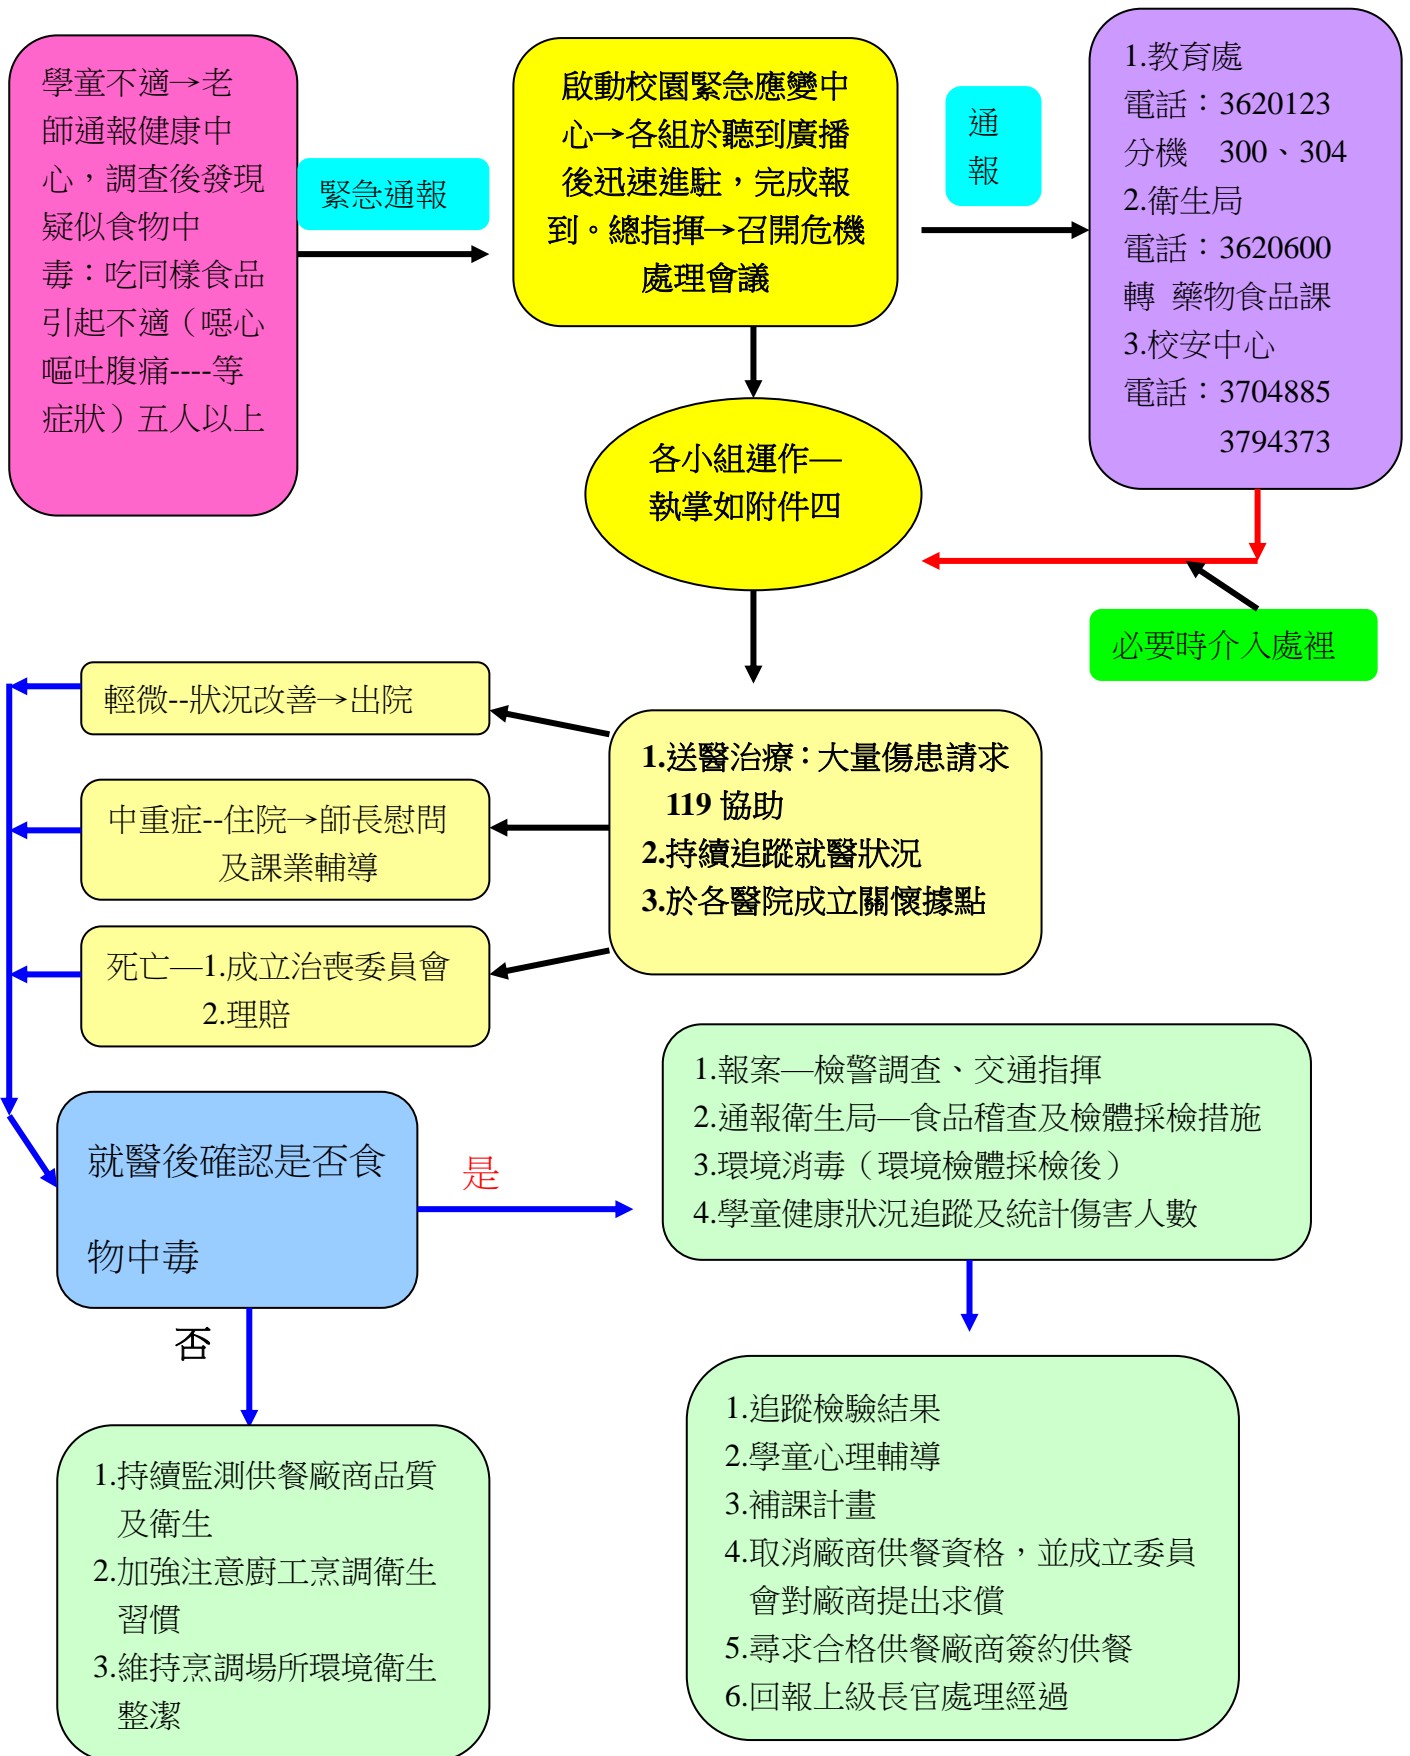 學童不適→老
師通報健康中
心，調查後發現
疑似食物中
毒：吃同樣食品
引起不適（噁心
嘔吐腹痛----等
症狀）五人以上
緊急通報
啟動校園緊急應變中
心→各組於聽到廣播
後迅速進駐，完成報
到。總指揮→召開危機
處理會議
通
報
1.教育處
電話：3620123
分機　300、304
2.衛生局
電話：3620600
轉 藥物食品課
3.校安中心
電話：3704885
3794373
各小組運作—
執掌如附件四
必要時介入處裡
輕微--狀況改善→出院
中重症--住院→師長慰問
及課業輔導
死亡—1.成立治喪委員會
2.理賠
1.送醫治療：大量傷患請求
119 協助
2.持續追蹤就醫狀況
3.於各醫院成立關懷據點
就醫後確認是否食
物中毒
是
否
1.報案—檢警調查、交通指揮
2.通報衛生局—食品稽查及檢體採檢措施
3.環境消毒（環境檢體採檢後）
4.學童健康狀況追蹤及統計傷害人數
1.持續監測供餐廠商品質
及衛生
2.加強注意廚工烹調衛生
習慣
3.維持烹調場所環境衛生
整潔
1.追蹤檢驗結果
2.學童心理輔導
3.補課計畫
4.取消廠商供餐資格，並成立委員
會對廠商提出求償
5.尋求合格供餐廠商簽約供餐
6.回報上級長官處理經過